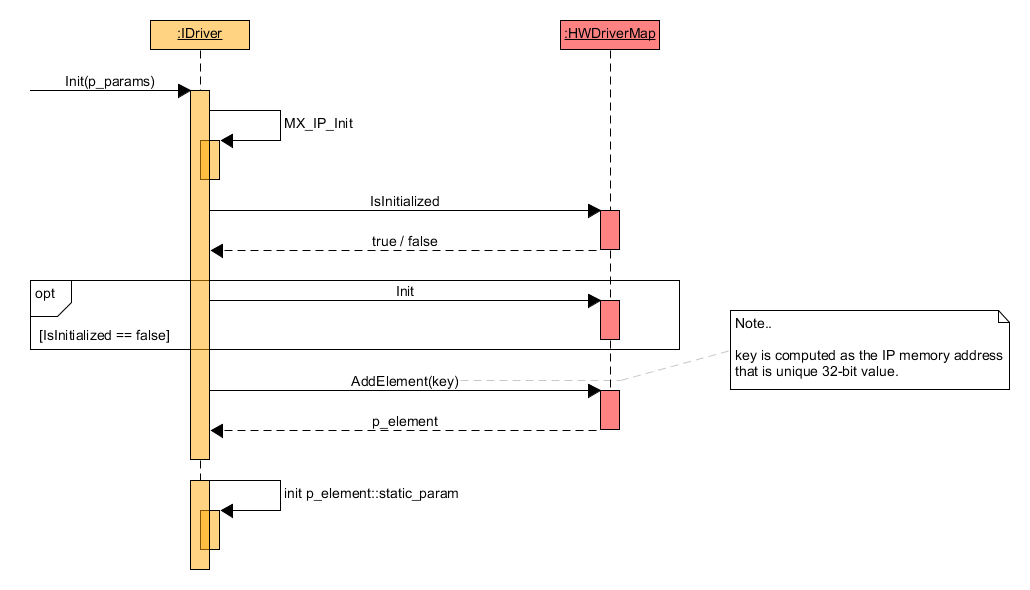 :IDriver
:HWDriverMap
Init(p_params)
MX_IP_Init
IsInitialized
true / false
opt
Init
[IsInitialized == false]
Note..
key is computed as the IP memory address
that is unique 32-bit value.
AddElement(key)
p_element
init p_element::static_param